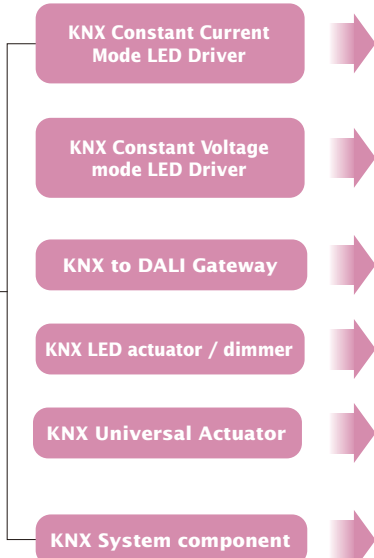 KNX Constant Current
Mode LED Driver
KNX Constant Voltage
mode LED Driver
KNX to DALI Gateway
KNX LED actuator / dimmer
KNX Universal Actuator
KNX System component